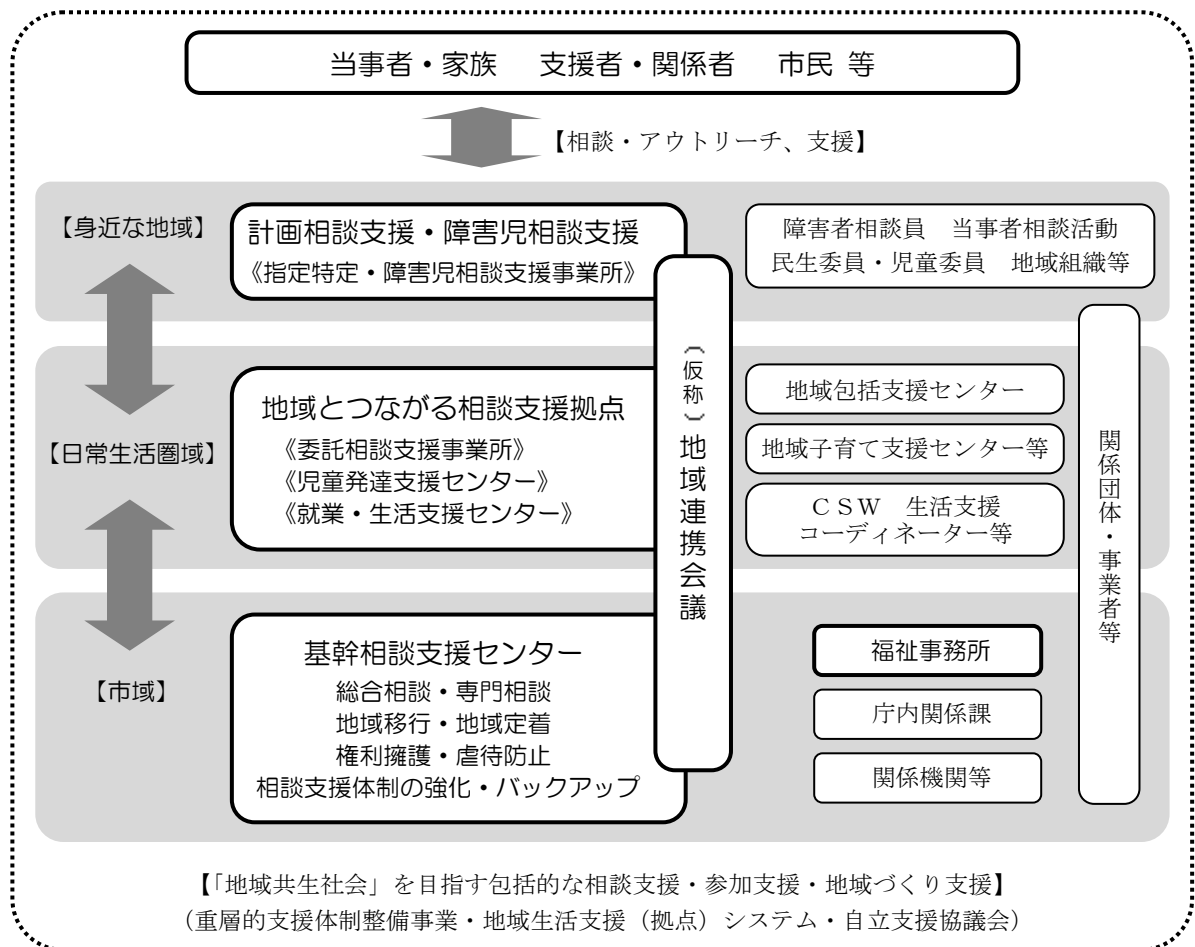 当事者・家族　支援者・関係者　市民 等
【相談・アウトリーチ、支援】
【身近な地域】
計画相談支援・障害児相談支援
《指定特定・障害児相談支援事業所》
障害者相談員　当事者相談活動
民生委員・児童委員　地域組織等
（仮称）地域連携会議
関係団体・事業者等
【日常生活圏域】
地域とつながる相談支援拠点
《委託相談支援事業所》
《児童発達支援センター》
《就業・生活支援センター》
地域包括支援センター
地域子育て支援センター等
ＣＳＷ　生活支援
コーディネーター等
【市域】
基幹相談支援センター
総合相談・専門相談
地域移行・地域定着
権利擁護・虐待防止
相談支援体制の強化・バックアップ
福祉事務所
庁内関係課
関係機関等
【「地域共生社会」を目指す包括的な相談支援・参加支援・地域づくり支援】
（重層的支援体制整備事業・地域生活支援（拠点）システム・自立支援協議会）